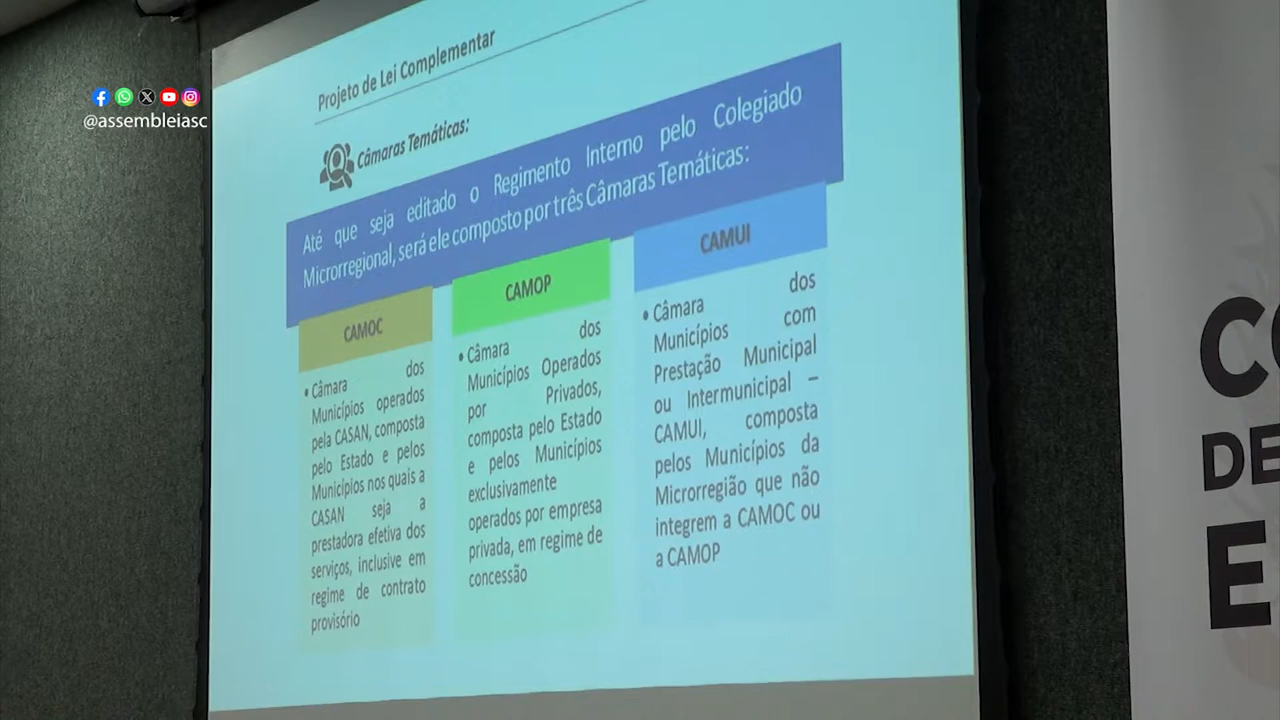 @assembleiasc
Projeto de Lei Complementar
Câmaras Temáticas:
Até que seja editado o Regimento Interno pelo Colegiado
Microrregional, será ele composto por três Câmaras Temáticas:
CAMOC
• Câmara dos
Municípios operados
pela CASAN, composta
pelo Estado e pelos
Municípios nos quais a
CASAN seja a
prestadora efetiva dos
serviços, inclusive em
regime de contrato
provisório
CAMOP
• Câmara dos
Municípios Operados
por Privados,
composta pelo Estado
e pelos Municípios
exclusivamente
operados por empresa
privada, em regime de
concessão
CAMUI
• Câmara dos
Municípios com
Prestação Municipal
ou Intermunicipal –
CAMUI, composta
pelos Municípios da
Microrregião que não
integrem a CAMOC ou
a CAMOP